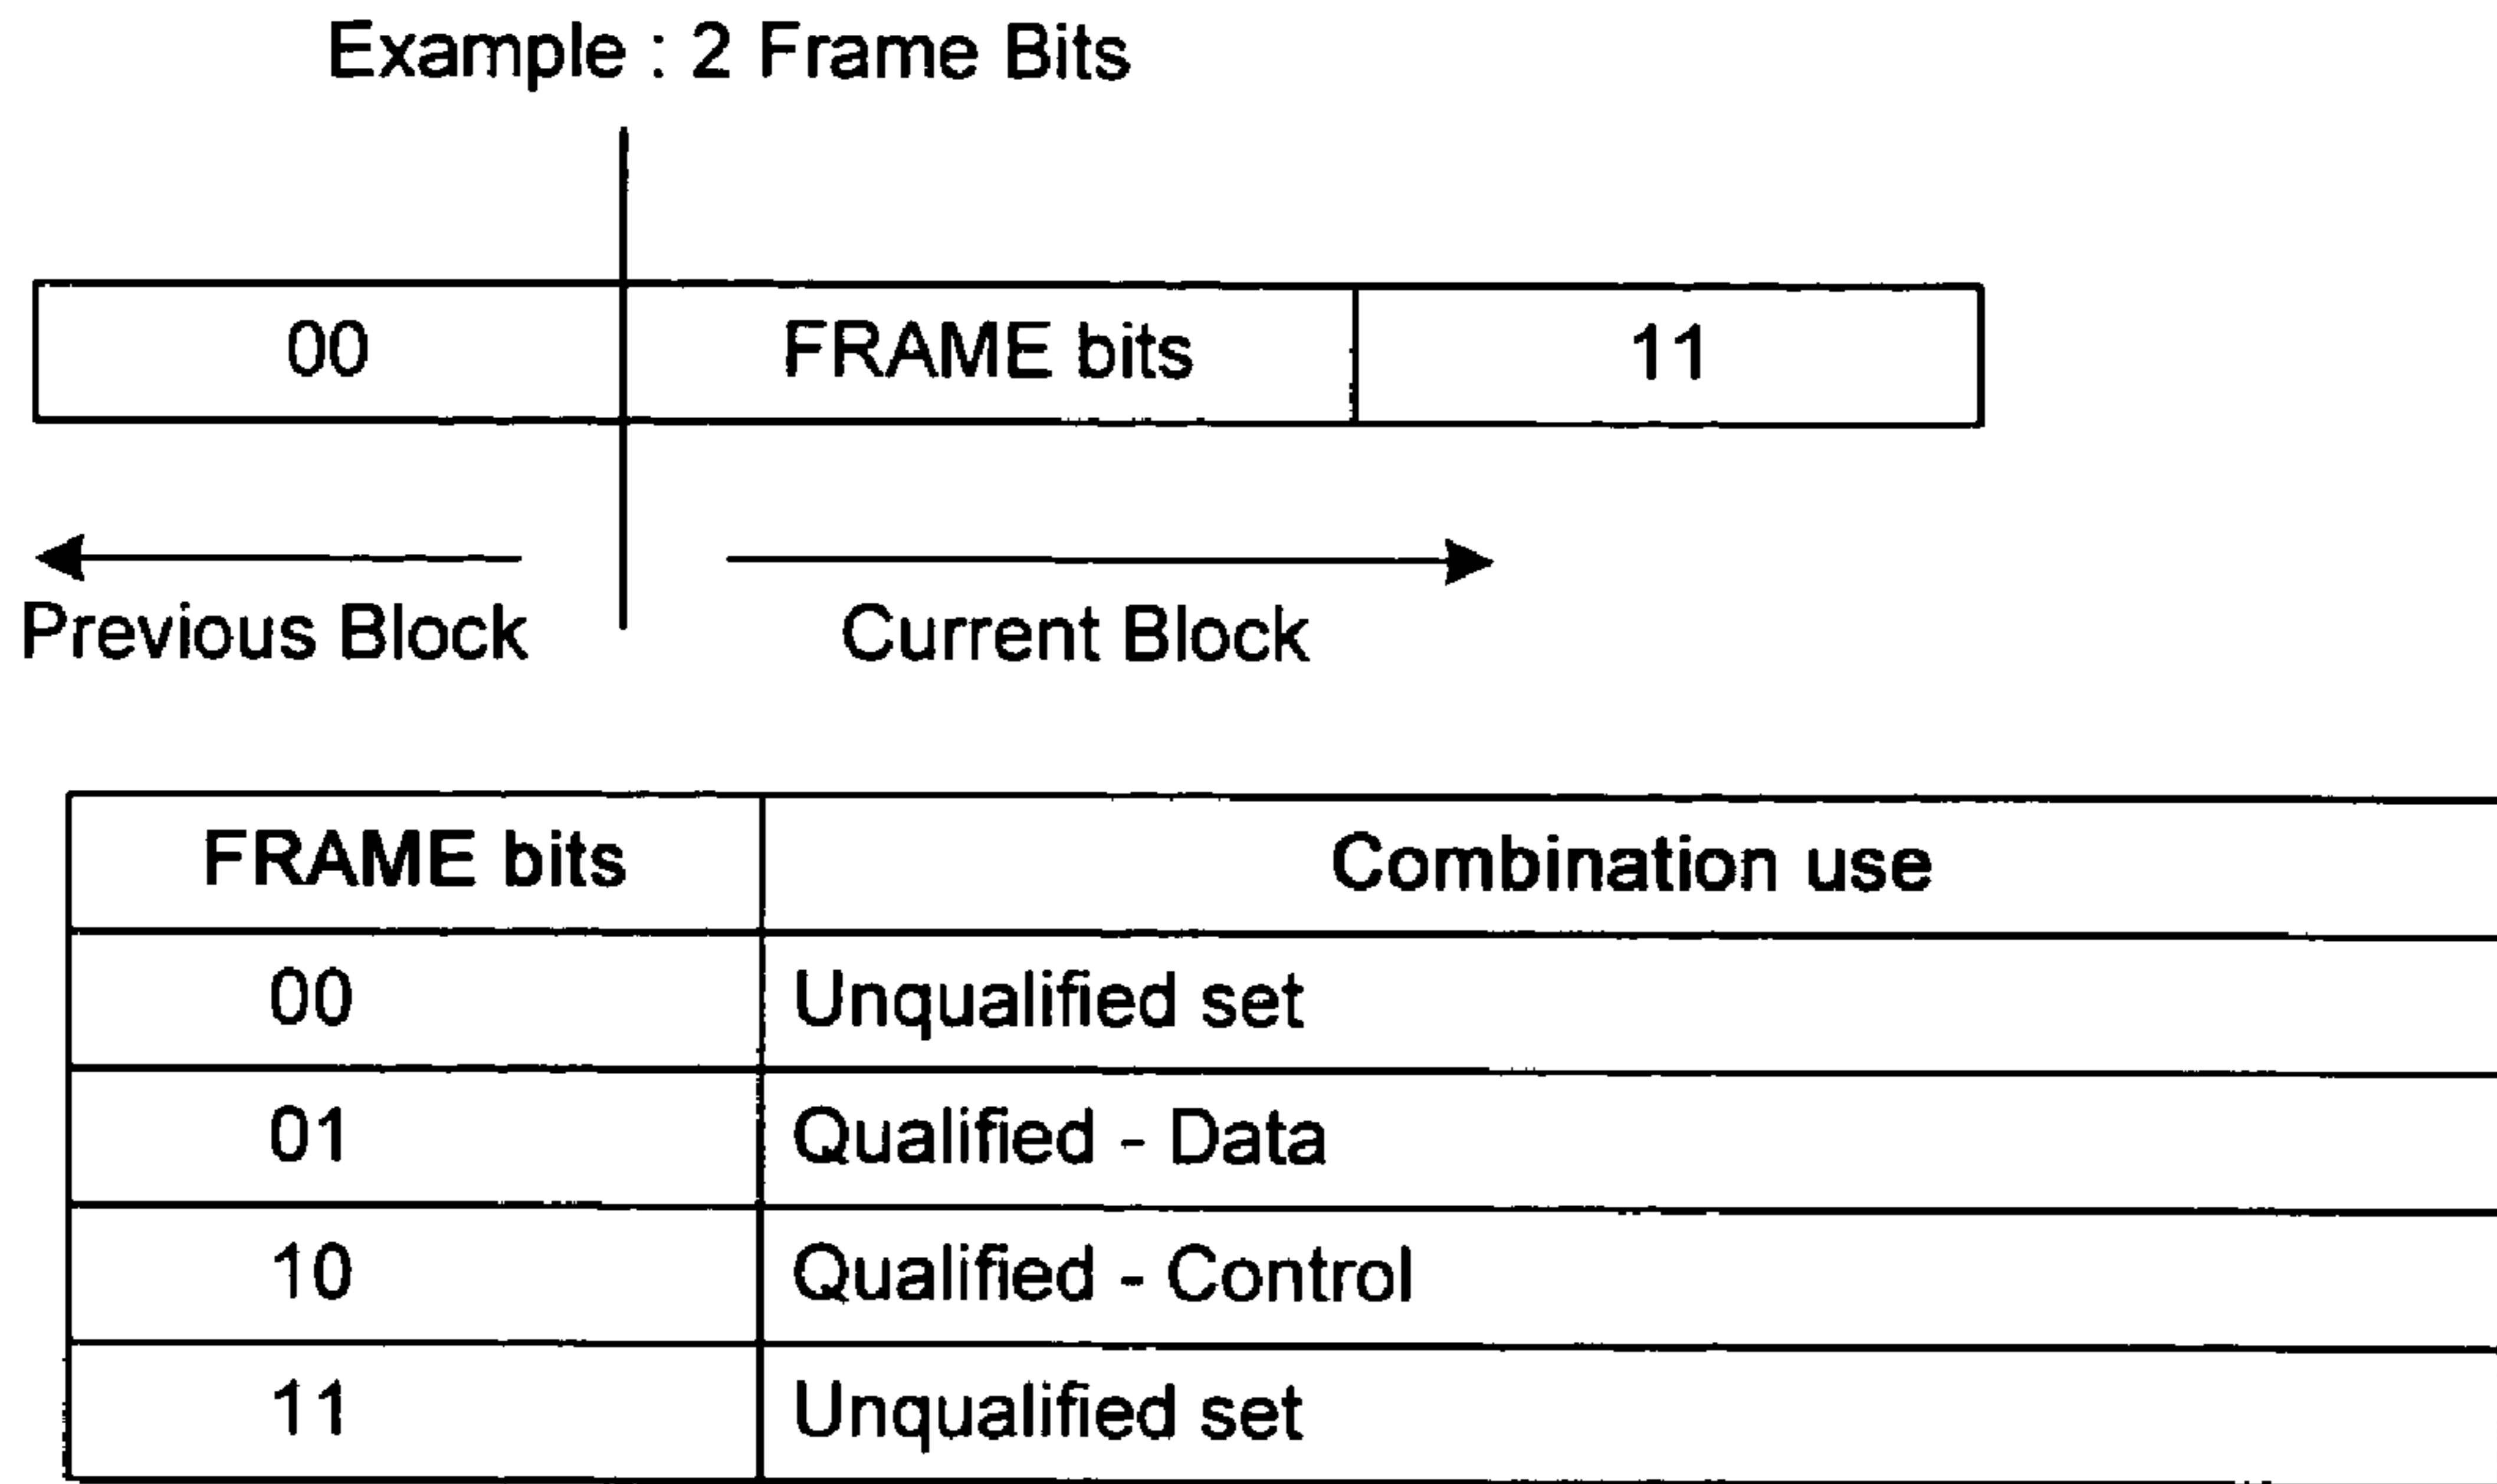 Example : 2 Frame Bits
00 FRAME bits 11
Previous Block Current Block
FRAME bits Combination use
00 Unqualified set
01 Qualified - Data
10 Qualified - Control
11 Unqualified set